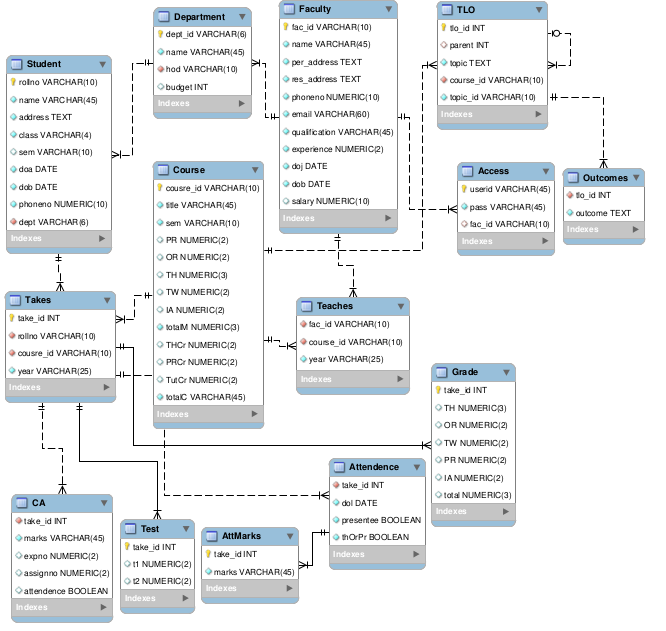 Student
rollno VARCHAR(10)
name VARCHAR(45)
address TEXT
class VARCHAR(4)
sem VARCHAR(10)
doa DATE
dob DATE
phoneno NUMERIC(10)
dept VARCHAR(6)
Indexes
Department
dept_id VARCHAR(6)
name VARCHAR(45)
hod VARCHAR(10)
budget INT
Indexes
Faculty
fac_id VARCHAR(10)
name VARCHAR(45)
per_address TEXT
res_address TEXT
phoneno NUMERIC(10)
email VARCHAR(60)
qualification VARCHAR(45)
experience NUMERIC(2)
doj DATE
dob DATE
salary NUMERIC(10)
Indexes
TLO
tlo_id INT
parent INT
topic TEXT
course_id VARCHAR(10)
topic_id VARCHAR(10)
Indexes
Course
cousre_id VARCHAR(10)
title VARCHAR(45)
sem VARCHAR(10)
PR NUMERIC(2)
OR NUMERIC(2)
TH NUMERIC(3)
TW NUMERIC(2)
IA NUMERIC(2)
totalM NUMERIC(3)
THCr NUMERIC(2)
PRCr NUMERIC(2)
TutCr NUMERIC(2)
totalC VARCHAR(45)
Indexes
Access
userid VARCHAR(45)
pass VARCHAR(45)
fac_id VARCHAR(10)
Indexes
Outcomes
tlo_id INT
outcome TEXT
Indexes
Takes
take_id INT
rollno VARCHAR(10)
cousre_id VARCHAR(10)
year VARCHAR(25)
Indexes
Teaches
fac_id VARCHAR(10)
course_id VARCHAR(10)
year VARCHAR(25)
Indexes
Grade
take_id INT
TH NUMERIC(3)
OR NUMERIC(2)
TW NUMERIC(2)
PR NUMERIC(2)
IA NUMERIC(2)
total NUMERIC(3)
Indexes
Attendence
take_id INT
dol DATE
presentee BOOLEAN
thOrPr BOOLEAN
Indexes
CA
take_id INT
marks VARCHAR(45)
expno NUMERIC(2)
assignno NUMERIC(2)
attendence BOOLEAN
Indexes
Test
take_id INT
t1 NUMERIC(2)
t2 NUMERIC(2)
Indexes
AttMarks
take_id INT
marks VARCHAR(45)
Indexes